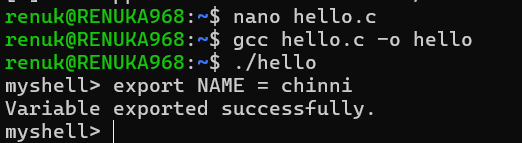 renuk@RENUKA968:~$ nano hello.c
renuk@RENUKA968:~$ gcc hello.c -o hello
renuk@RENUKA968:~$ ./hello
myshell> export NAME = chinni
Variable exported successfully.
myshell>